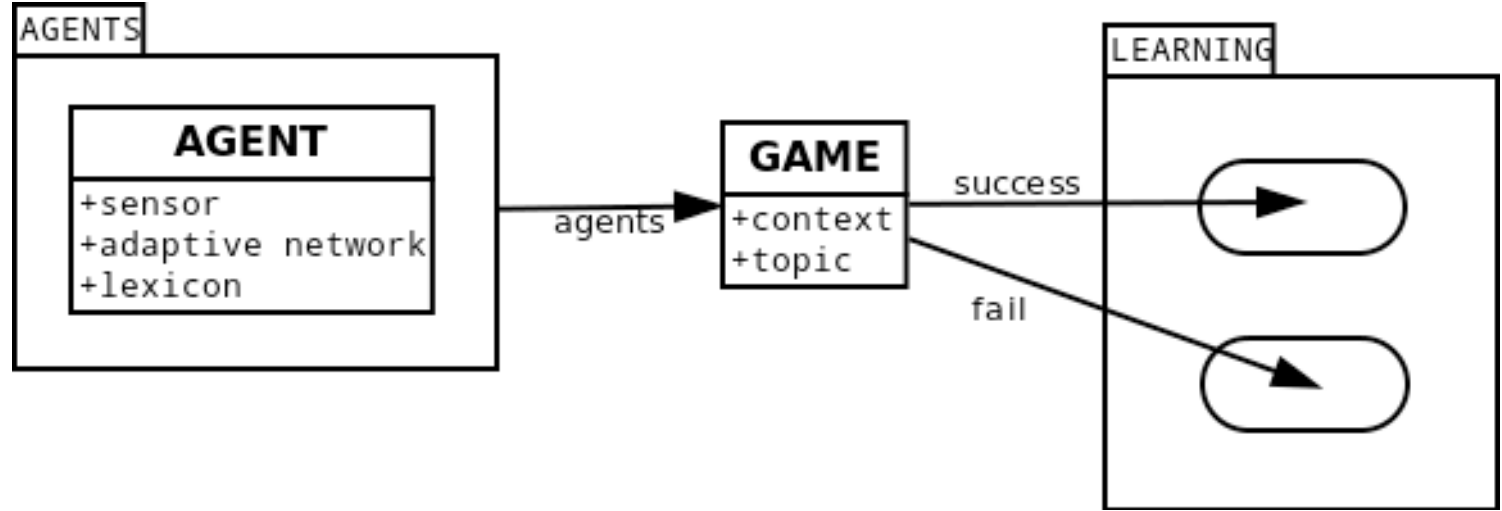 AGENTS
AGENT
+sensor
+adaptive network
+lexicon
agents
GAME
+context
+topic
success
fail
LEARNING